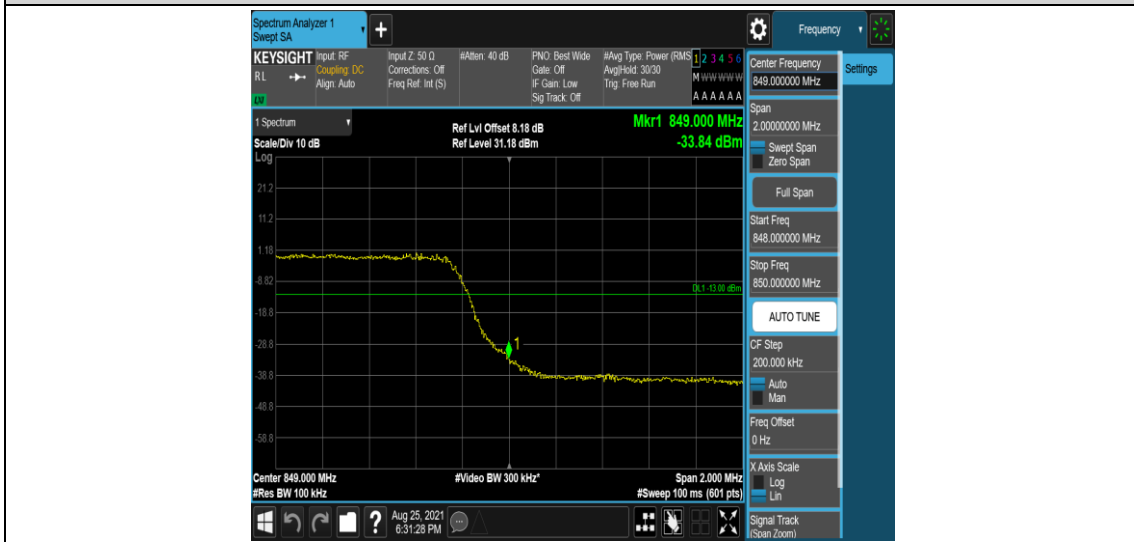 Spectrum Analyzer 1
Swept SA
Frequency
KEYSIGHT
RL
LXI
Input: RF
Coupling: DC
Align: Auto
Input Z: 50 Ω
Corrections: Off
Freq Ref: Int (S)
#Atten: 40 dB
PNO: Best Wide
Gate: Off
IF Gain: Low
Sig Track: Off
#Avg Type: Power (RMS
Avg|Hold: 30/30
Trig: Free Run
1 2 3 4 5 6
M W W W W W
A A A A A A
1 Spectrum
Scale/Div 10 dB
Ref Lvl Offset 8.18 dB
Ref Level 31.18 dBm
Mkr1 849.000 MHz
-33.84 dBm
Log
21.2
11.2
1.18
-8.82
-18.8
-28.8
-38.8
-48.8
-58.8
DL1 -13.00 dBm
1
Center 849.000 MHz
#Res BW 100 kHz
#Video BW 300 kHz*
Span 2.000 MHz
#Sweep 100 ms (601 pts)
Aug 25, 2021
6:31:28 PM
Center Frequency
849.000000 MHz
Settings
Span
2.00000000 MHz
Swept Span
Zero Span
Full Span
Start Freq
848.000000 MHz
Stop Freq
850.000000 MHz
AUTO TUNE
CF Step
200.000 kHz
Auto
Man
Freq Offset
0 Hz
X Axis Scale
Log
Lin
Signal Track
(Span Zoom)